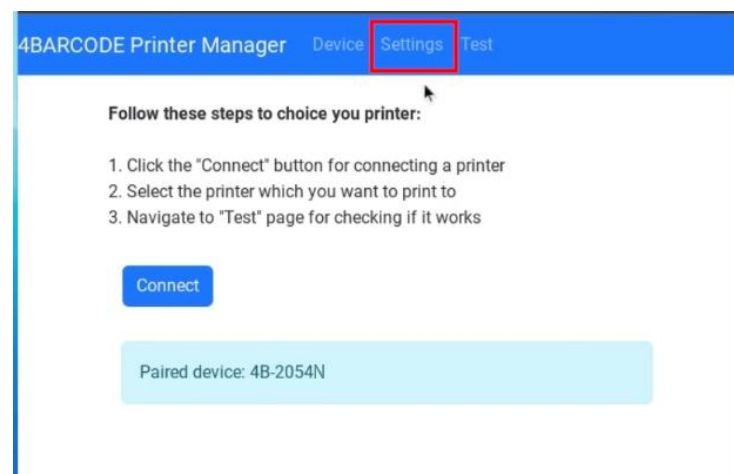 4BARCODE Printer Manager Device Settings Test
Follow these steps to choice you printer:
1. Click the "Connect" button for connecting a printer
2. Select the printer which you want to print to
3. Navigate to "Test" page for checking if it works
Connect
Paired device: 4B-2054N